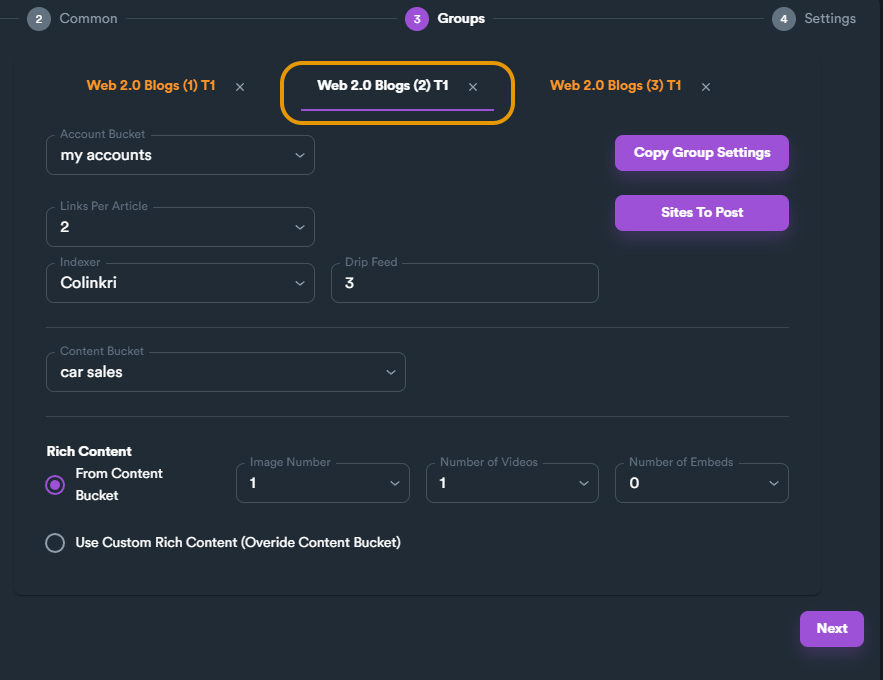 2 Common 3 Groups 4 Settings
Web 2.0 Blogs (1) T1 × Web 2.0 Blogs (2) T1 × Web 2.0 Blogs (3) T1 ×
Account Bucket
my accounts
Copy Group Settings
Links Per Article
2
Sites To Post
Indexer
Colinkri
Drip Feed
3
Content Bucket
car sales
Rich Content
From Content
Bucket
Image Number
1
Number of Videos
1
Number of Embeds
0
Use Custom Rich Content (Overide Content Bucket)
Next